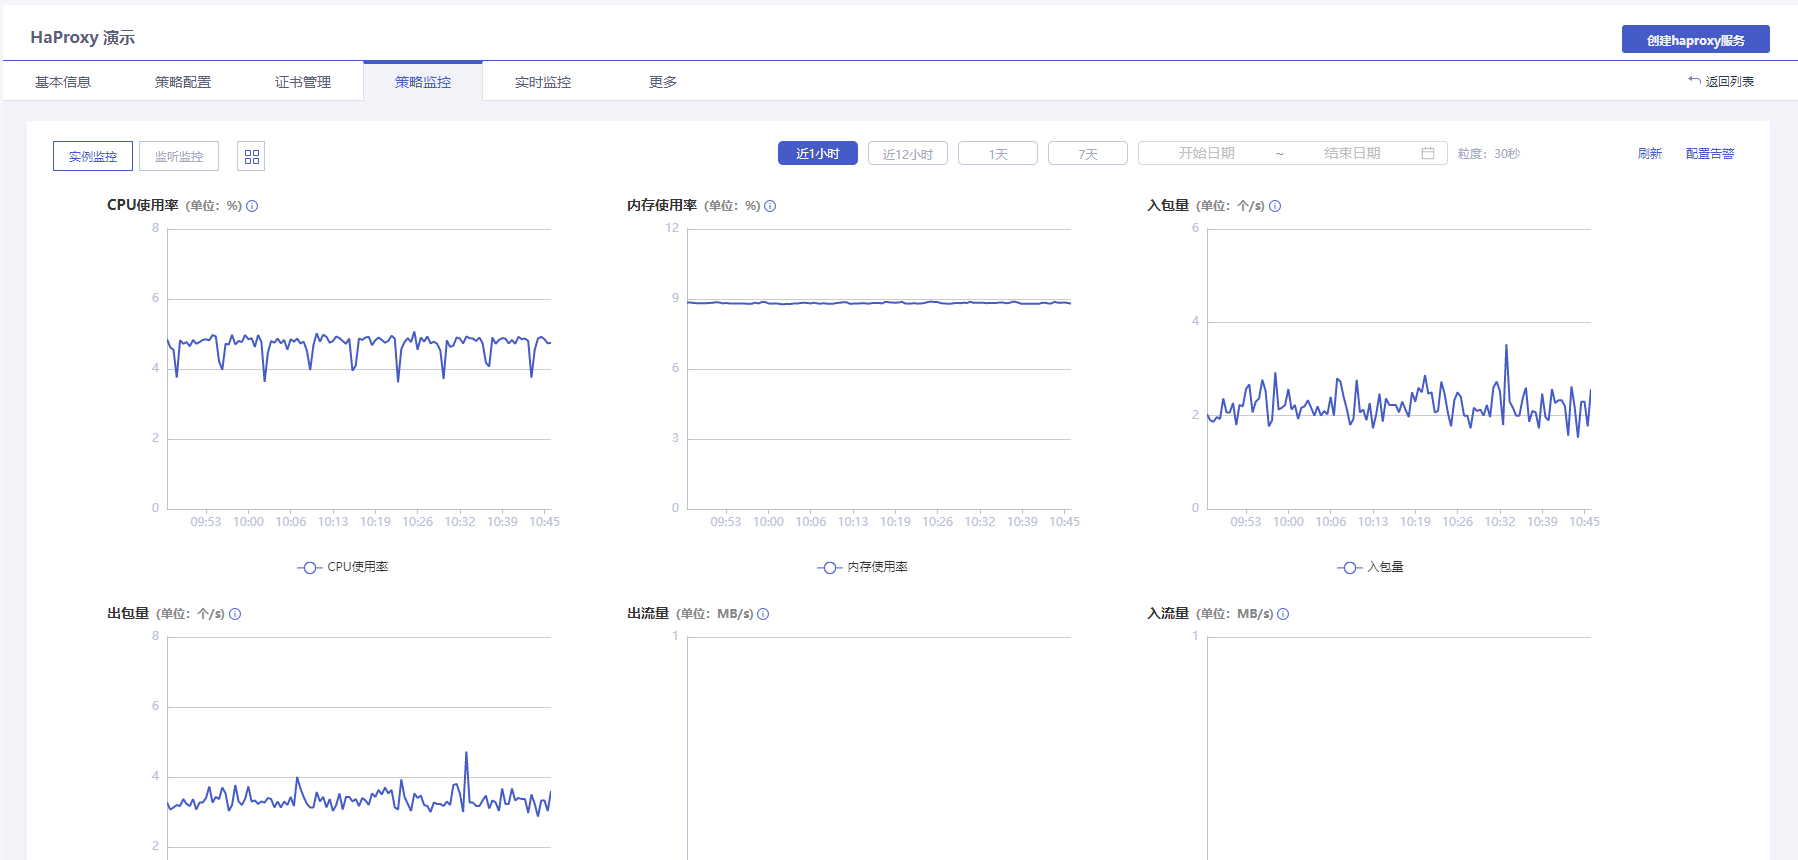 HaProxy 演示
创建haproxy服务
基本信息 策略配置 证书管理 策略监控 实时监控 更多 返回列表
实例监控 监听监控 近1小时 近12小时 1天 7天 开始日期 ~ 结束日期 粒度：30秒 刷新 配置告警
CPU使用率 (单位：%)
8
6
4
2
0
09:53 10:00 10:06 10:13 10:19 10:26 10:32 10:39 10:45
CPU使用率
内存使用率 (单位：%)
12
9
6
3
0
09:53 10:00 10:06 10:13 10:19 10:26 10:32 10:39 10:45
内存使用率
入包量 (单位：个/s)
6
4
2
0
09:53 10:00 10:06 10:13 10:19 10:26 10:32 10:39 10:45
入包量
出包量 (单位：个/s)
8
6
4
2
出流量 (单位：MB/s)
1
入流量 (单位：MB/s)
1